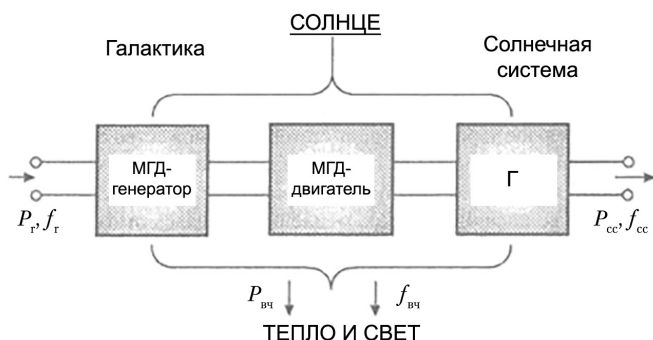 СОЛНЦЕ
Галактика
Солнечная
система
МГД-
генератор
МГД-
двигатель
Г
Pг, fг
Pсс, fсс
Pвч
fвч
ТЕПЛО И СВЕТ